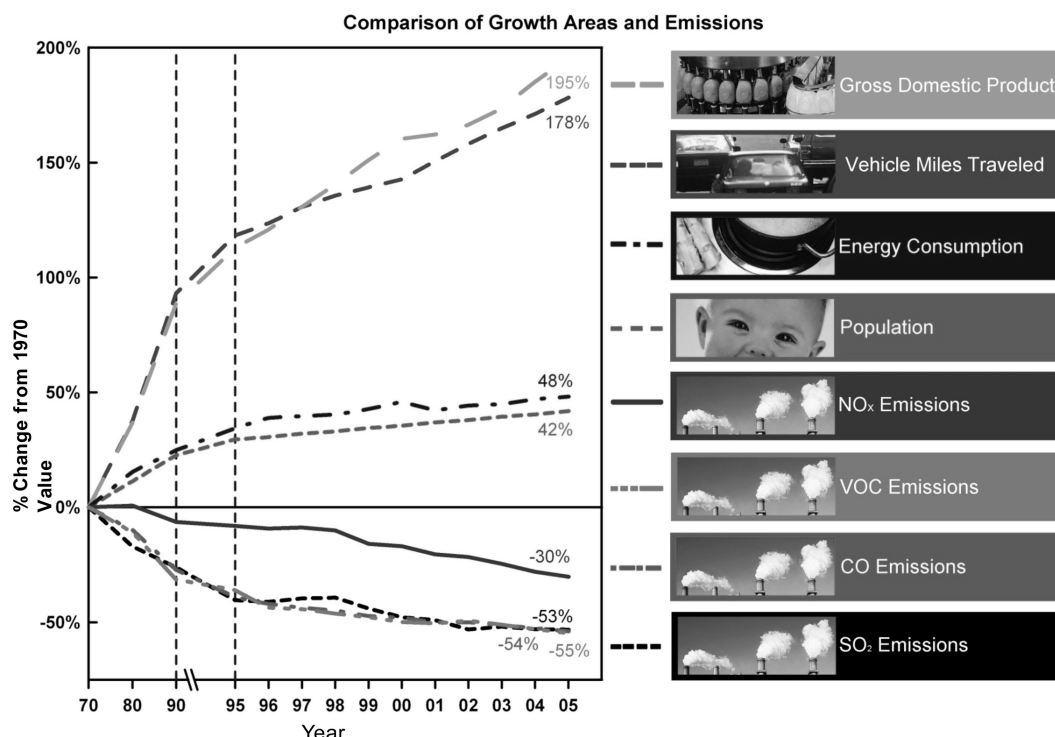 Comparison of Growth Areas and Emissions
200%
150%
100%
50%
0%
-50%
% Change from 1970
Value
195%
178%
48%
42%
-30%
-53%
-54%
-55%
70 80 90 95 96 97 98 99 00 01 02 03 04 05
Year
Gross Domestic Product
Vehicle Miles Traveled
Energy Consumption
Population
NOₓ Emissions
VOC Emissions
CO Emissions
SO₂ Emissions